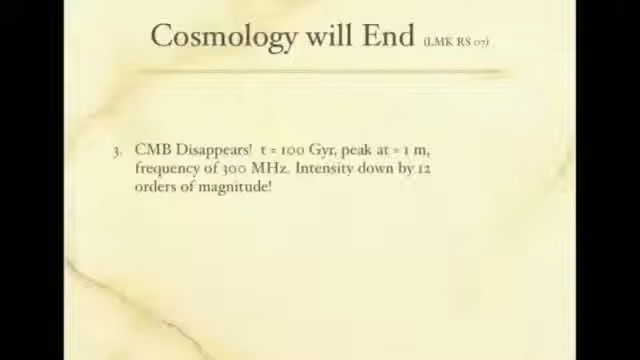 Cosmology will End (LMK RS 07)
3. CMB Disappears! t = 100 Gyr, peak at = 1 m,
frequency of 300 MHz. Intensity down by 12
orders of magnitude!